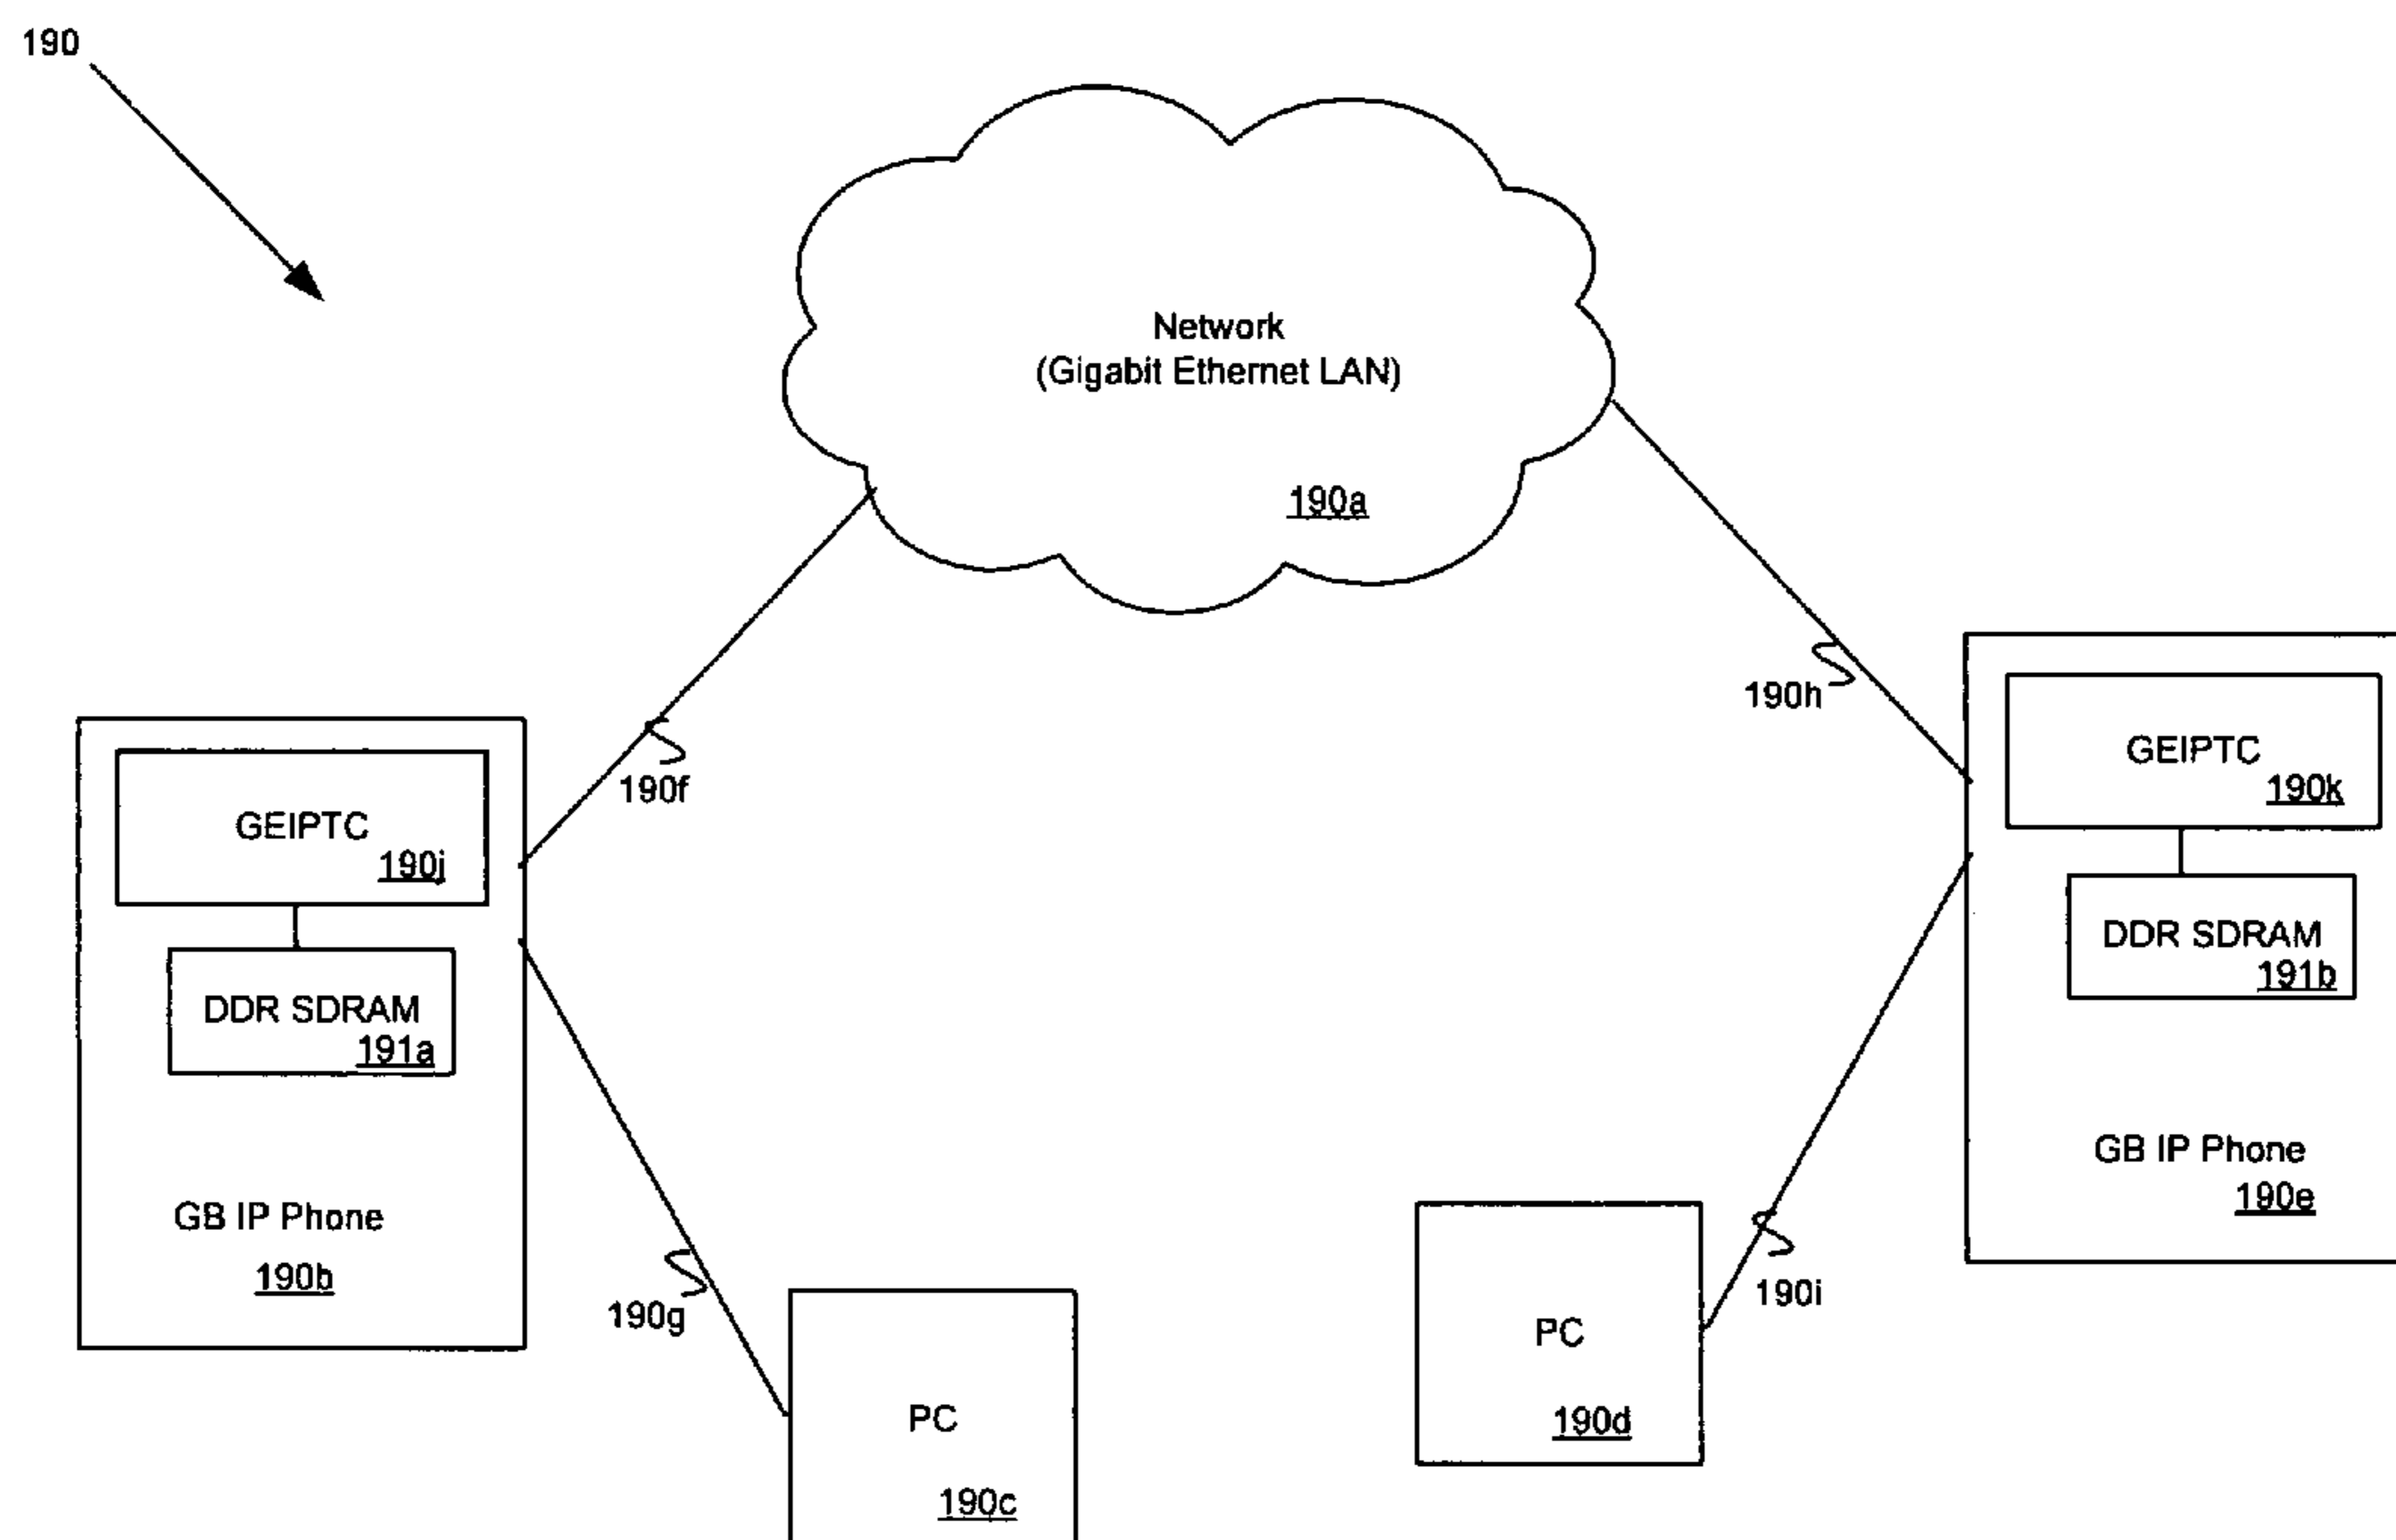 190
Network
(Gigabit Ethernet LAN)
190a
190f
190h
GEIPTC
190j
DDR SDRAM
191a
GB IP Phone
190b
190g
PC
190c
GEIPTC
190k
DDR SDRAM
191b
GB IP Phone
190e
190i
PC
190d